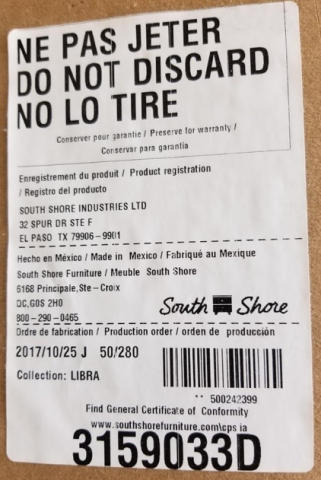 NE PAS JETER
DO NOT DISCARD
NO LO TIRE
Conserver pour garantie / Preserve for warranty /
Conservar para garantia
Enregistrement du produit / Product registration
/ Registro del producto
SOUTH SHORE INDUSTRIES LTD
32 SPUR DR STE F
EL PASO TX 79906-9901
Hecho en México / Made in Mexico / Fabriqué au Mexique
South Shore Furniture / Meuble South Shore
6168 Principale,Ste-Croix
QC,G0S 2H0
800-290-0465
South Shore
Ordre de fabrication / Production order / orden de producción
2017/10/25 J 50/280
Collection: LIBRA
** 500242399
Find General Certificate of Conformity
www.southshorefurniture.com\cpsia
3159033D